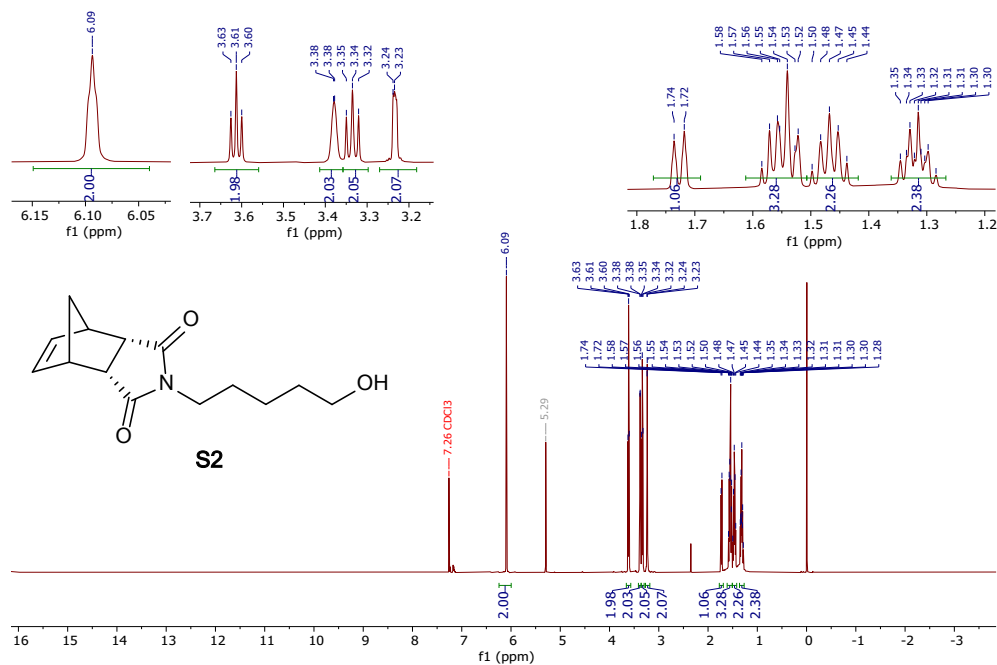 6.09
2.00
6.15 6.10 6.05
f1 (ppm)
3.63 3.61 3.60 3.38 3.38 3.35 3.34 3.32 3.24 3.23
1.98 2.03 2.05 2.07
3.7 3.6 3.5 3.4 3.3 3.2
f1 (ppm)
1.74 1.72 1.58 1.57 1.56 1.55 1.54 1.53 1.52 1.50 1.48 1.47 1.45 1.44 1.35 1.34 1.33 1.32 1.31 1.31 1.30 1.30
1.06 3.28 2.26 2.38
1.8 1.7 1.6 1.5 1.4 1.3 1.2
f1 (ppm)
O
N
O
OH
S2
7.26 CDCl3
6.09
5.29
3.63 3.61 3.60 3.38 3.38 3.35 3.34 3.32 3.24 3.23
1.74 1.72 1.58 1.57 1.56 1.55 1.54 1.53 1.52 1.50 1.48 1.47 1.45 1.44 1.35 1.34 1.33 1.32 1.31 1.31 1.30 1.30 1.28
2.00 1.98 2.03 2.05 2.07 1.06 3.28 2.26 2.38
16 15 14 13 12 11 10 9 8 7 6 5 4 3 2 1 0 -1 -2 -3
f1 (ppm)